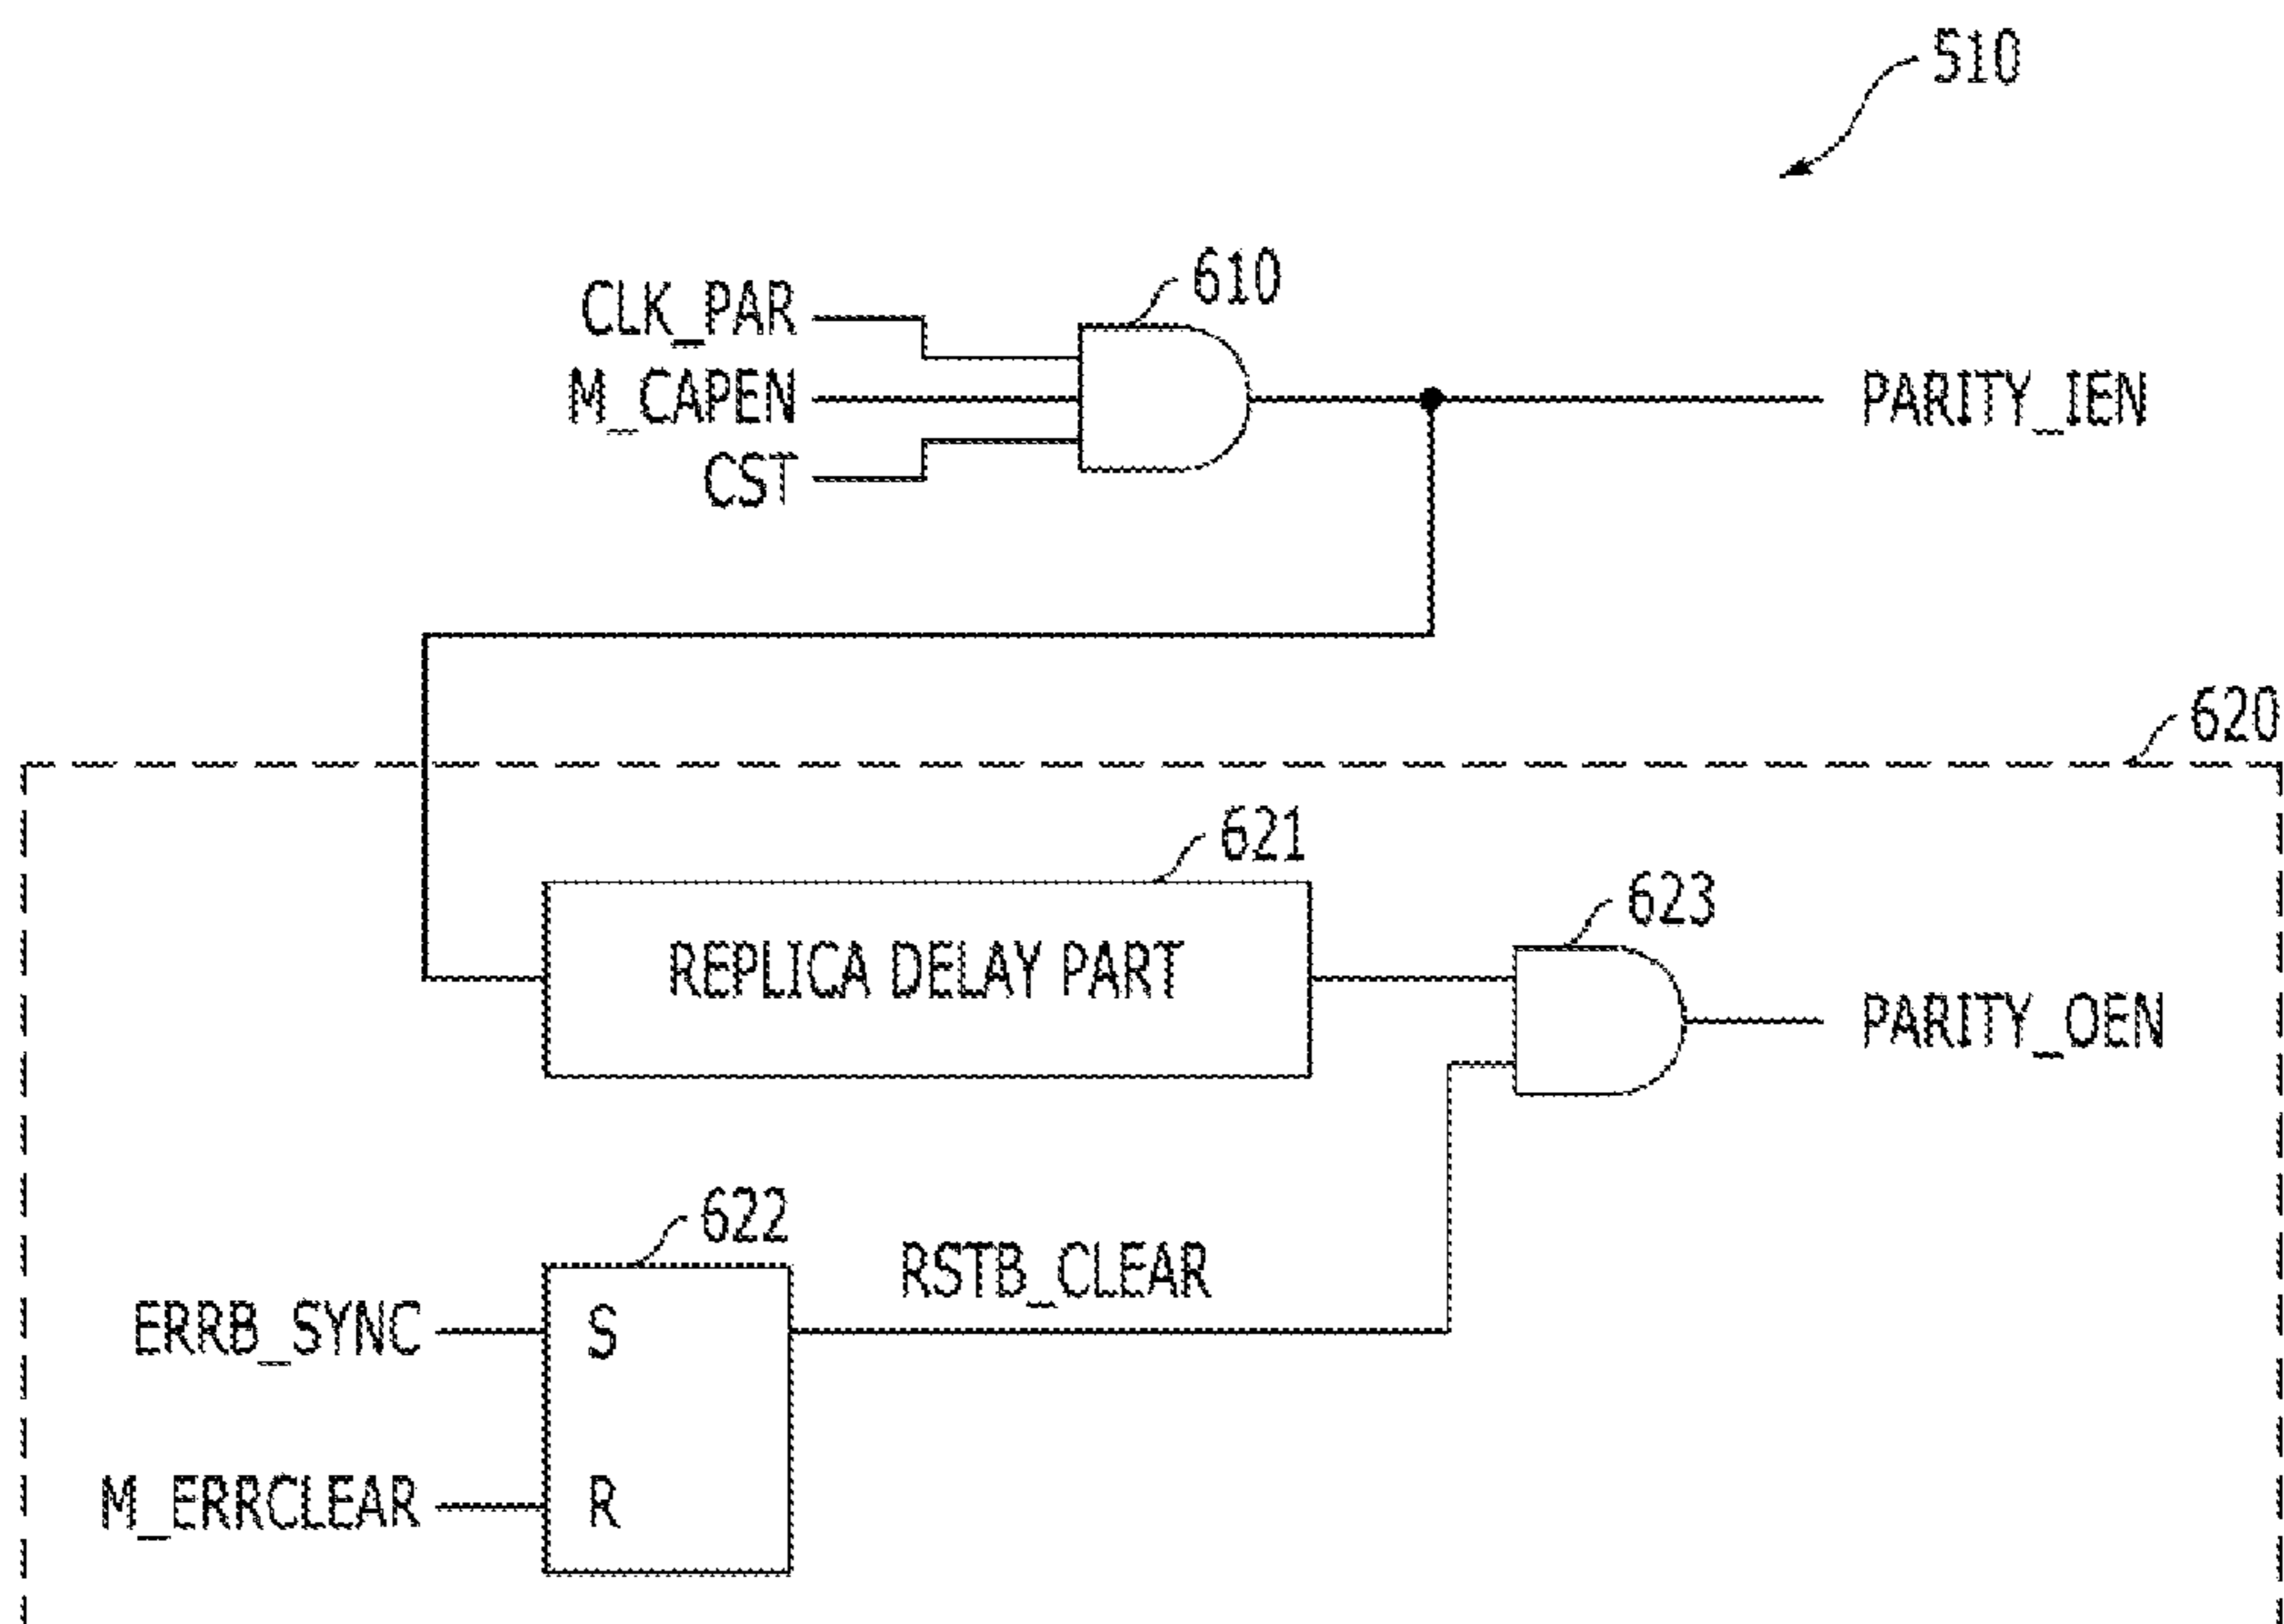 510
610
CLK_PAR
M_CAPEN
CST
PARITY_IEN
620
621
REPLICA DELAY PART
623
PARITY_OEN
622
RSTB_CLEAR
ERRB_SYNC
S
M_ERRCLEAR
R